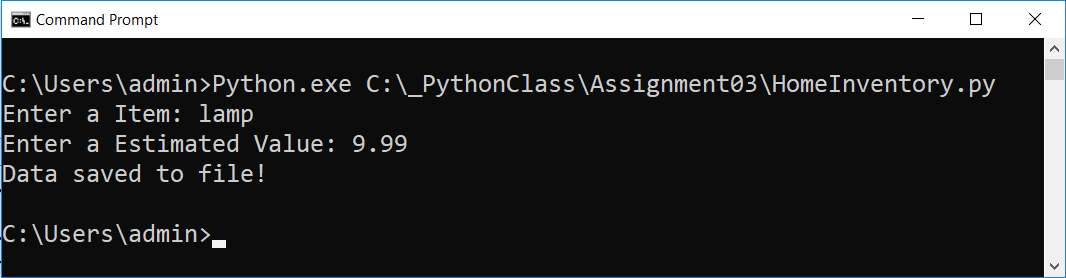 Command Prompt
C:\Users\admin>Python.exe C:\_PythonClass\Assignment03\HomeInventory.py
Enter a Item: lamp
Enter a Estimated Value: 9.99
Data saved to file!
C:\Users\admin>